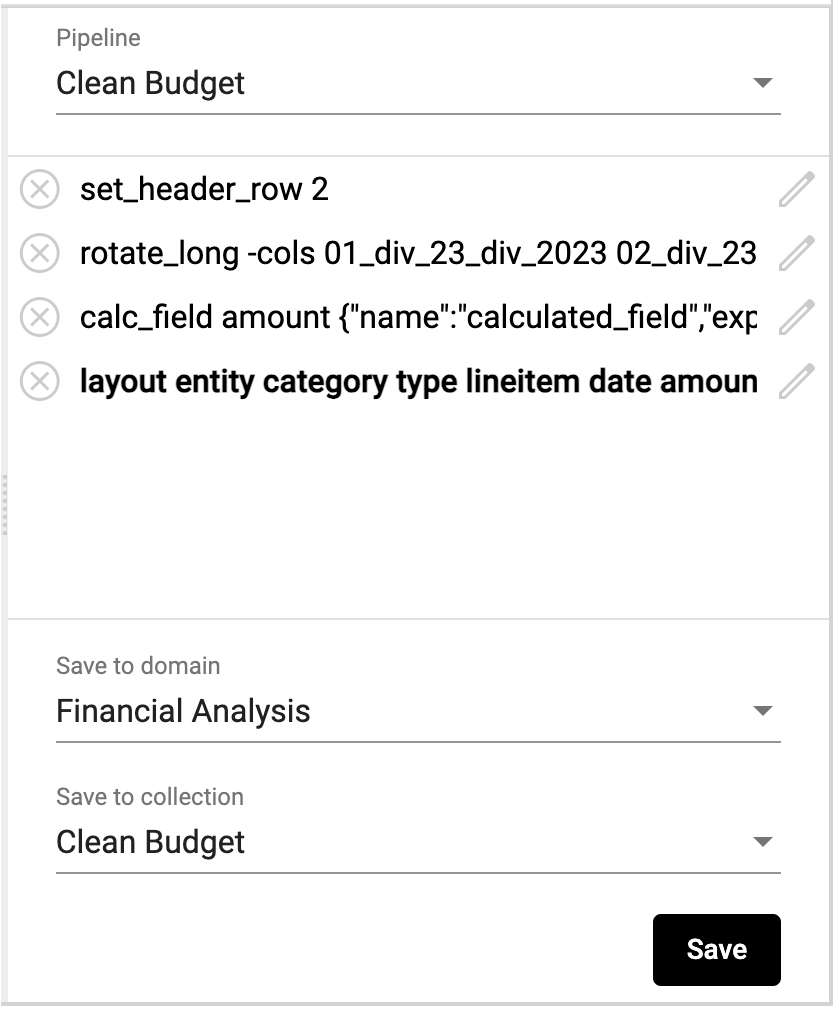 Pipeline
Clean Budget
set_header_row 2
rotate_long -cols 01_div_23_div_2023 02_div_23
calc_field amount {"name":"calculated_field","exp
layout entity category type lineitem date amoun
Save to domain
Financial Analysis
Save to collection
Clean Budget
Save